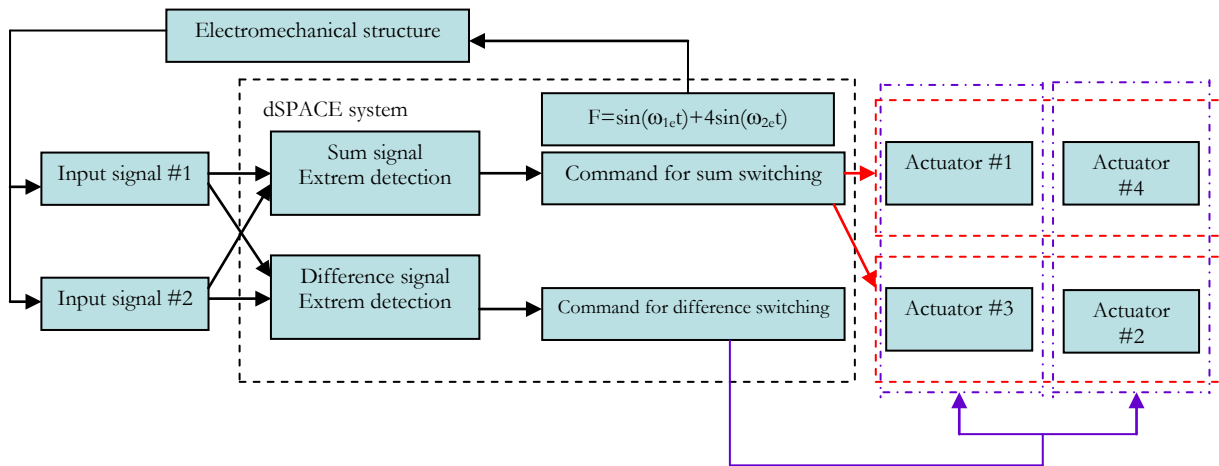 Electromechanical structure
dSPACE system
F=sin(ω1et)+4sin(ω2et)
Input signal #1
Sum signal
Extrem detection
Command for sum switching
Actuator #1
Actuator
#4
Input signal #2
Difference signal
Extrem detection
Command for difference switching
Actuator #3
Actuator
#2